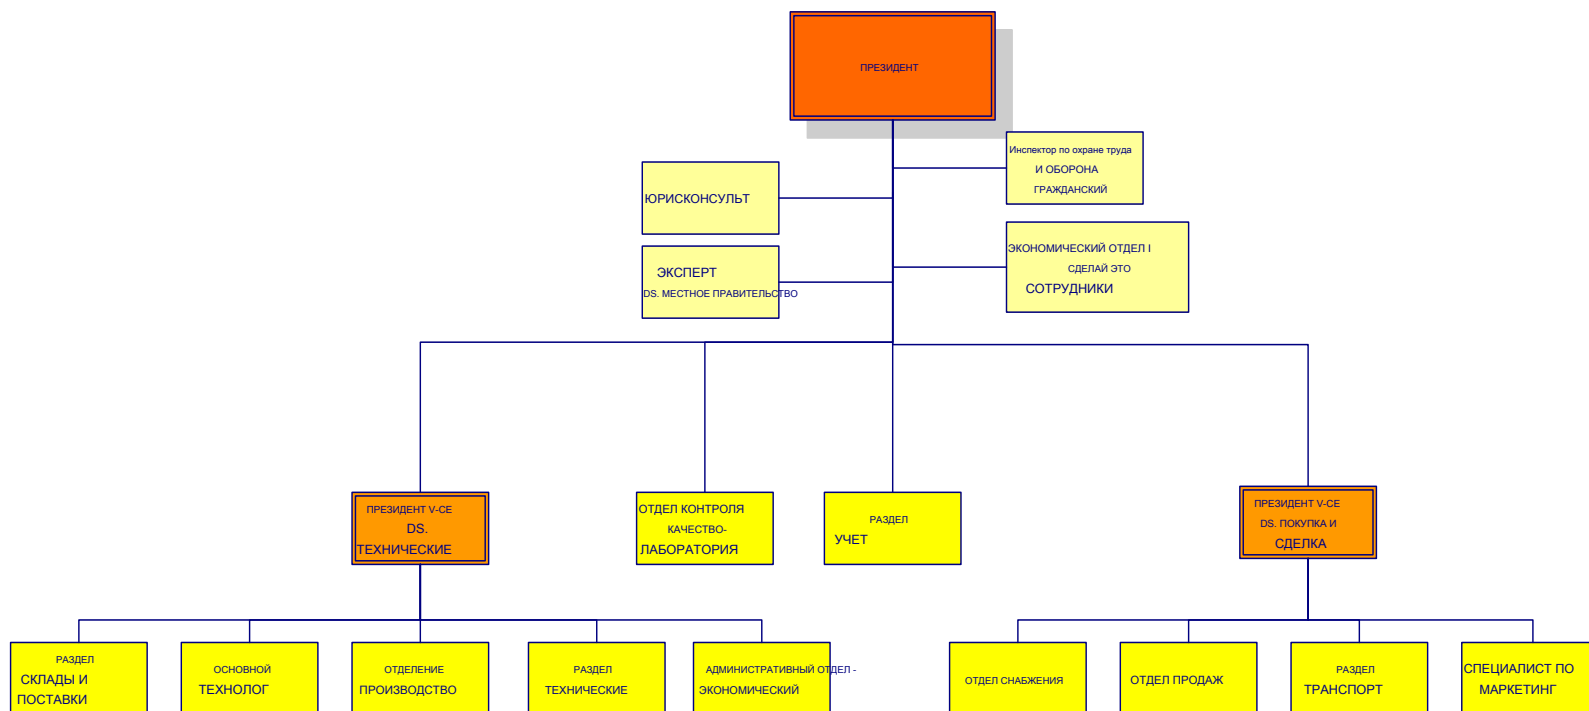 ПРЕЗИДЕНТ
Инспектор по охране труда
И ОБОРОНА
ГРАЖДАНСКИЙ
ЮРИСКОНСУЛЬТ
ЭКОНОМИЧЕСКИЙ ОТДЕЛ I
СДЕЛАЙ ЭТО
СОТРУДНИКИ
ЭКСПЕРТ
DS. МЕСТНОЕ ПРАВИТЕЛЬСТВО
ПРЕЗИДЕНТ V-CE
DS.
ТЕХНИЧЕСКИЕ
ОТДЕЛ КОНТРОЛЯ
КАЧЕСТВО-
ЛАБОРАТОРИЯ
РАЗДЕЛ
УЧЕТ
ПРЕЗИДЕНТ V-CE
DS. ПОКУПКА И
СДЕЛКА
РАЗДЕЛ
СКЛАДЫ И
ПОСТАВКИ
ОСНОВНОЙ
ТЕХНОЛОГ
ОТДЕЛЕНИЕ
ПРОИЗВОДСТВО
РАЗДЕЛ
ТЕХНИЧЕСКИЕ
АДМИНИСТРАТИВНЫЙ ОТДЕЛ -
ЭКОНОМИЧЕСКИЙ
ОТДЕЛ СНАБЖЕНИЯ
ОТДЕЛ ПРОДАЖ
РАЗДЕЛ
ТРАНСПОРТ
СПЕЦИАЛИСТ ПО
МАРКЕТИНГ